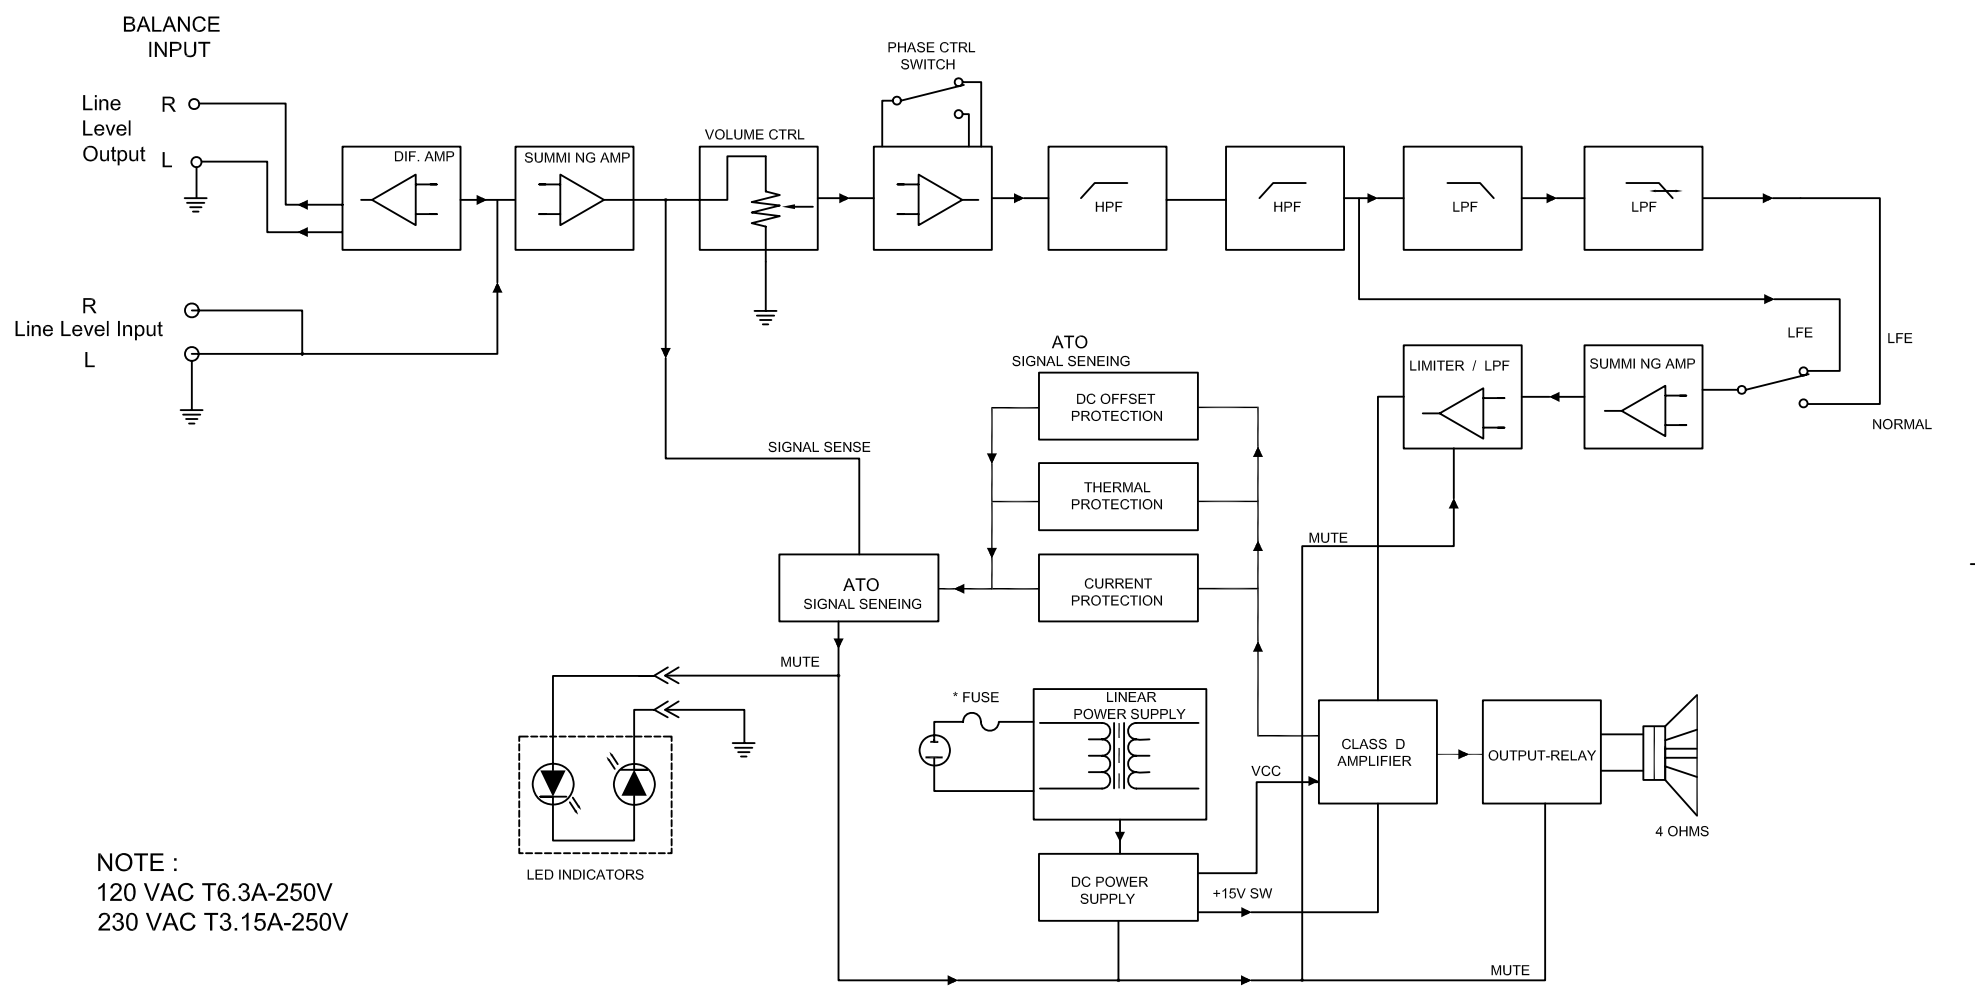 BALANCE
INPUT
Line
Level
Output
R
L
DIF. AMP
SUMMI NG AMP
VOLUME CTRL
PHASE CTRL
SWITCH
HPF
HPF
LPF
LPF
R
Line Level Input
L
LFE
LFE
NORMAL
SUMMI NG AMP
LIMITER / LPF
ATO
SIGNAL SENEING
DC OFFSET
PROTECTION
THERMAL
PROTECTION
CURRENT
PROTECTION
SIGNAL SENSE
ATO
SIGNAL SENEING
MUTE
MUTE
* FUSE
LINEAR
POWER SUPPLY
CLASS D
AMPLIFIER
OUTPUT-RELAY
4 OHMS
VCC
DC POWER
SUPPLY
+15V SW
MUTE
LED INDICATORS
NOTE :
120 VAC T6.3A-250V
230 VAC T3.15A-250V